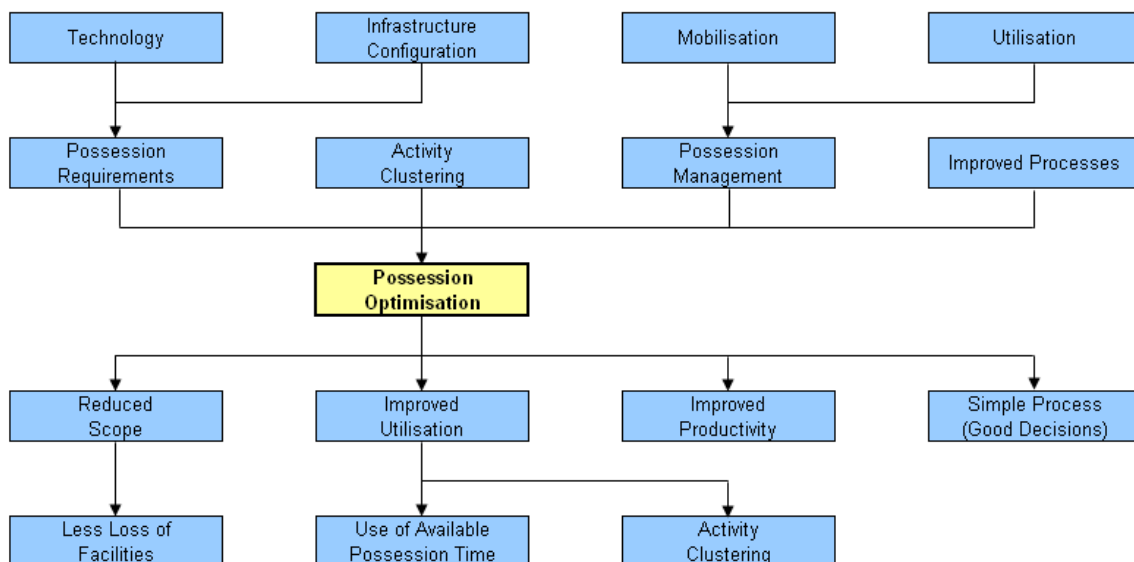 Technology
Infrastructure
Configuration
Mobilisation
Utilisation
Possession
Requirements
Activity
Clustering
Possession
Management
Improved Processes
Possession
Optimisation
Reduced
Scope
Improved
Utilisation
Improved
Productivity
Simple Process
(Good Decisions)
Less Loss of
Facilities
Use of Available
Possession Time
Activity
Clustering